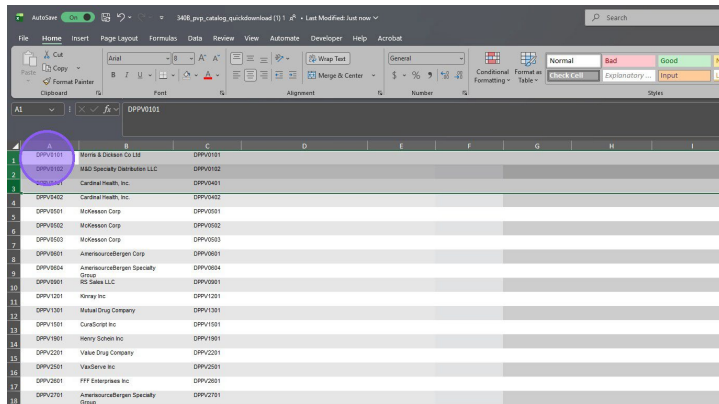 AutoSave On 340B_pvp_catalog_quickdownload (1) 1 • Last Modified: Just now Search
File Home Insert Page Layout Formulas Data Review View Automate Developer Help Acrobat
Cut Arial 8 A A Wrap Text General Normal Bad Good
Paste Copy B I U A Merge & Center $ % 9 Conditional Formatting Format as Table Check Cell Explanatory ... Input
Format Painter
Clipboard Font Alignment Number Styles
A1 fx DPPV0101
A B C D E F G H I
1 DPPV0101 Morris & Dickson Co Ltd DPPV0101
2 DPPV0102 M&D Specialty Distribution LLC DPPV0102
3 DPPV0401 Cardinal Health, Inc. DPPV0401
4 DPPV0402 Cardinal Health, Inc. DPPV0402
5 DPPV0501 McKesson Corp DPPV0501
6 DPPV0502 McKesson Corp DPPV0502
7 DPPV0503 McKesson Corp DPPV0503
8 DPPV0601 AmerisourceBergen Corp DPPV0601
9 DPPV0604 AmerisourceBergen Specialty DPPV0604
Group
10 DPPV0901 RS Sales LLC DPPV0901
11 DPPV1201 Kinray Inc DPPV1201
12 DPPV1301 Mutual Drug Company DPPV1301
13 DPPV1501 CuraScript Inc DPPV1501
14 DPPV1901 Henry Schein Inc DPPV1901
15 DPPV2201 Value Drug Company DPPV2201
16 DPPV2501 VaxServe Inc DPPV2501
17 DPPV2601 FFF Enterprises Inc DPPV2601
18 DPPV2701 AmerisourceBergen Specialty DPPV2701
Group